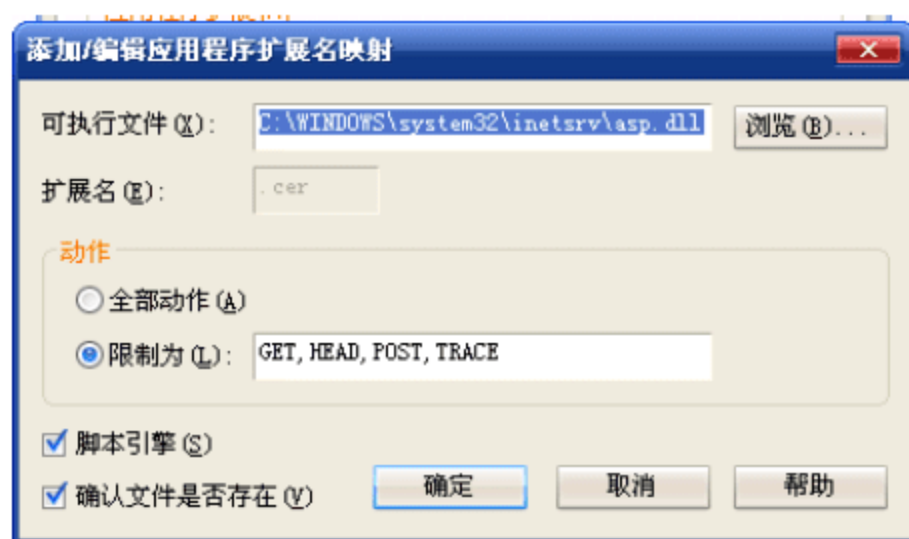 添加/编辑应用程序扩展名映射
可执行文件(X): C:\WINDOWS\system32\inetsrv\asp.dll 浏览(B)...
扩展名(E): .cer
动作
全部动作(A)
限制为(L): GET,HEAD,POST,TRACE
脚本引擎(S)
确认文件是否存在(V) 确定 取消 帮助